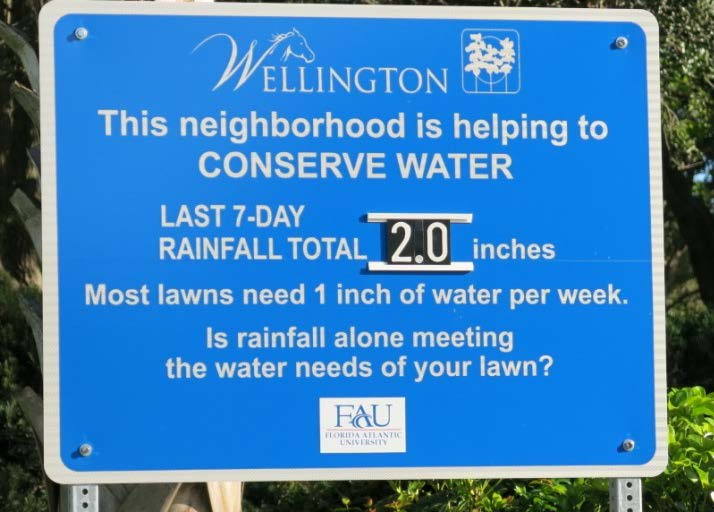 WELLINGTON
This neighborhood is helping to
CONSERVE WATER
LAST 7-DAY
RAINFALL TOTAL 2.0 inches
Most lawns need 1 inch of water per week.
Is rainfall alone meeting
the water needs of your lawn?
FAU
FLORIDA ATLANTIC
UNIVERSITY